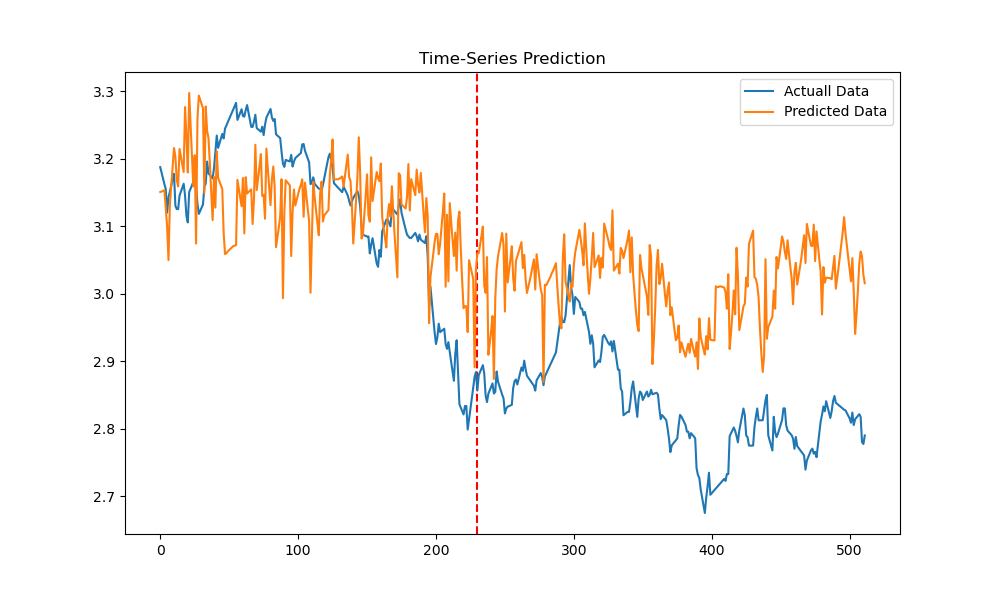 Time-Series Prediction
Actuall Data
Predicted Data
3.3
3.2
3.1
3.0
2.9
2.8
2.7
0 100 200 300 400 500